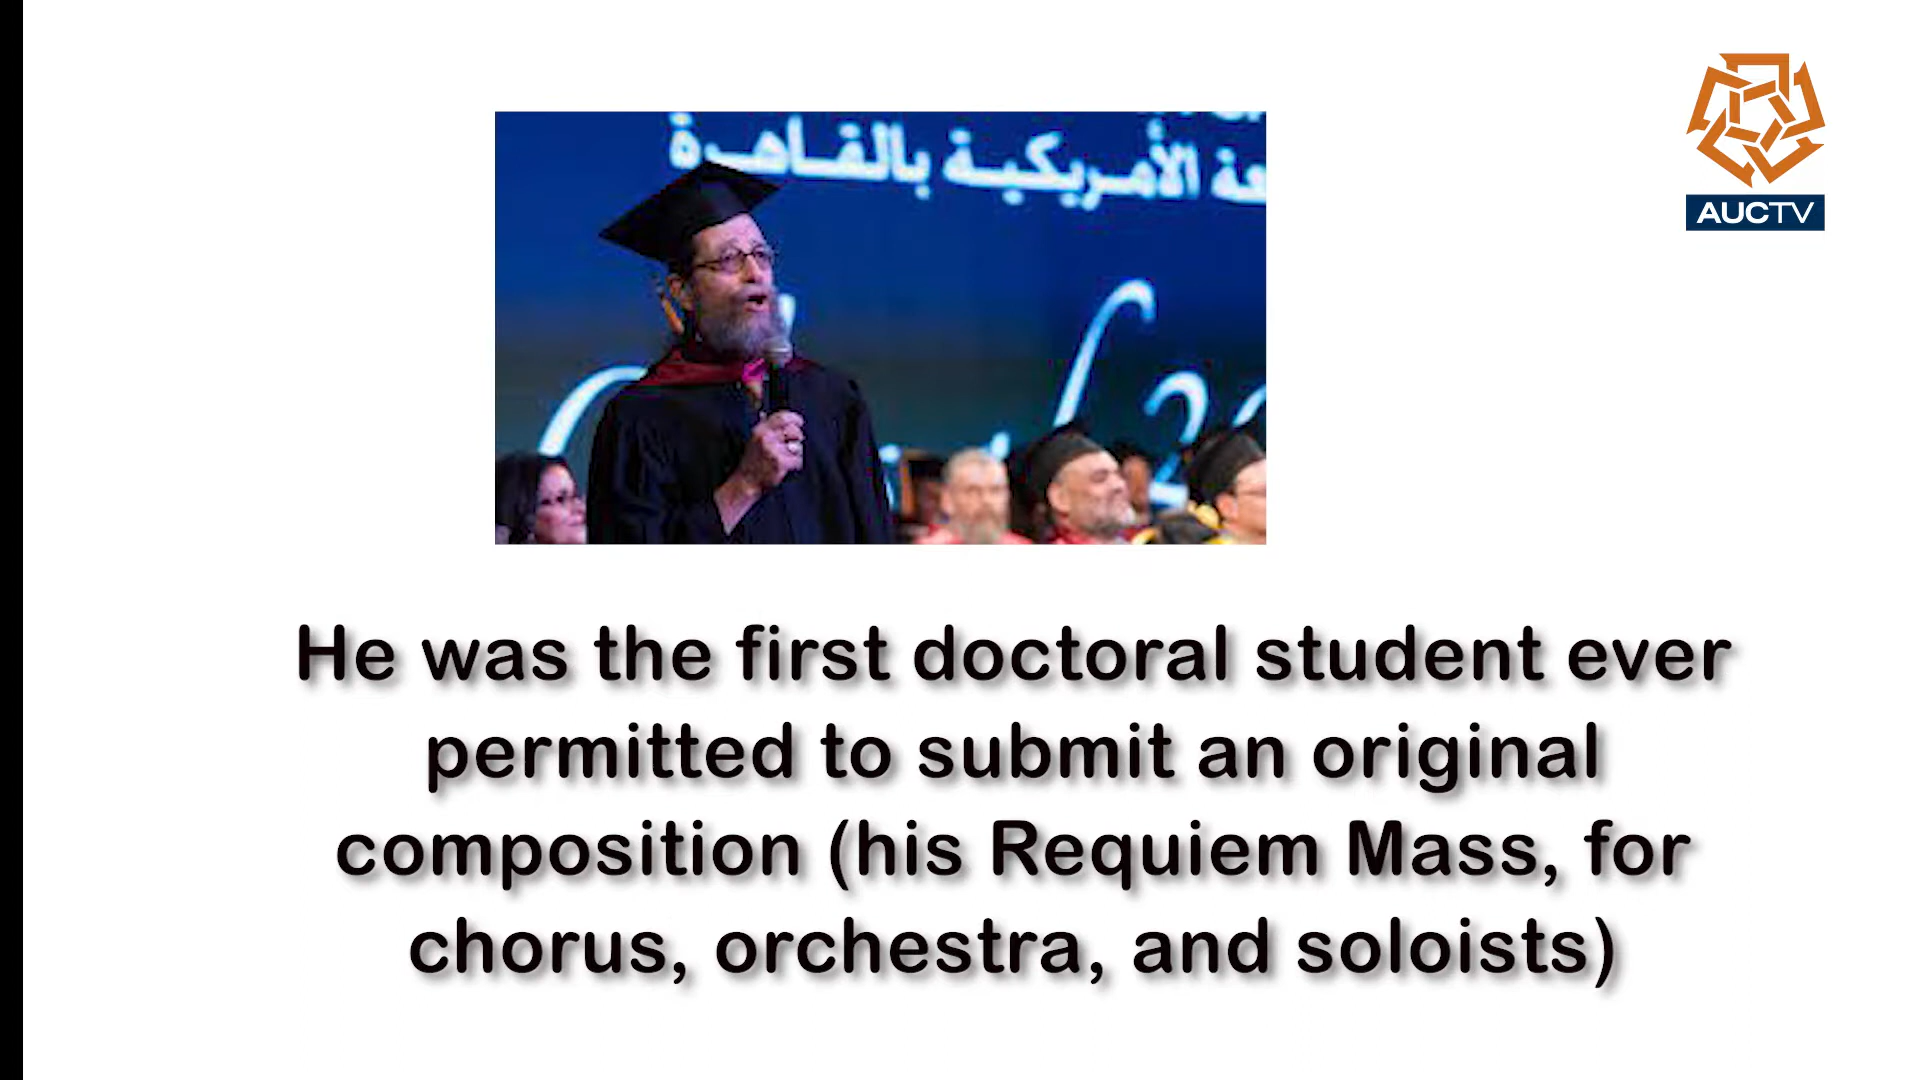 بالقاهرة
الأمريكية
AUCTV
He was the first doctoral student ever
permitted to submit an original
composition (his Requiem Mass, for
chorus, orchestra, and soloists)